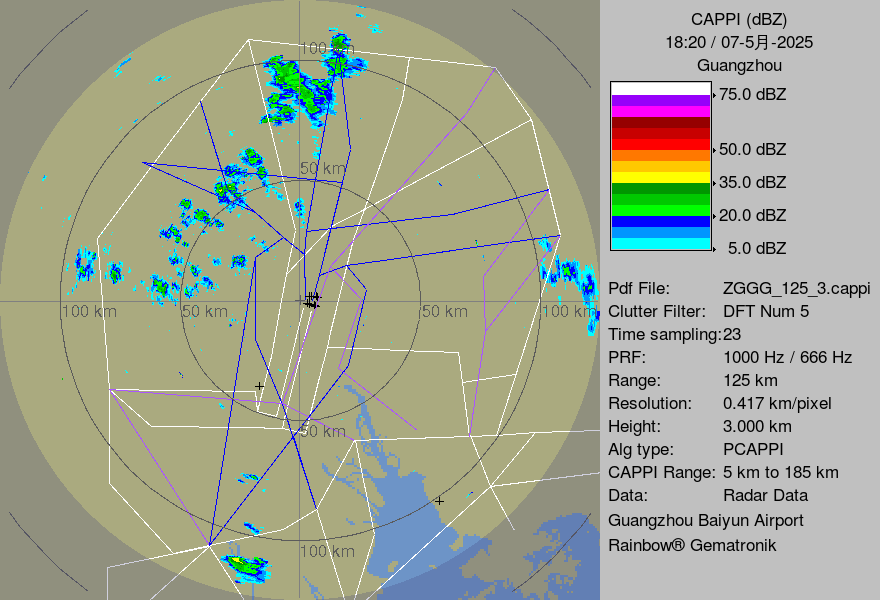 CAPPI (dBZ)
18:20 / 07-5月-2025
Guangzhou
75.0 dBZ
50.0 dBZ
35.0 dBZ
20.0 dBZ
5.0 dBZ
Pdf File: ZGGG_125_3.cappi
Clutter Filter: DFT Num 5
Time sampling:23
PRF: 1000 Hz / 666 Hz
Range: 125 km
Resolution: 0.417 km/pixel
Height: 3.000 km
Alg type: PCAPPI
CAPPI Range: 5 km to 185 km
Data: Radar Data
Guangzhou Baiyun Airport
Rainbow® Gematronik
100 km
50 km
100 km
50 km
50 km
100 km
50 km
100 km